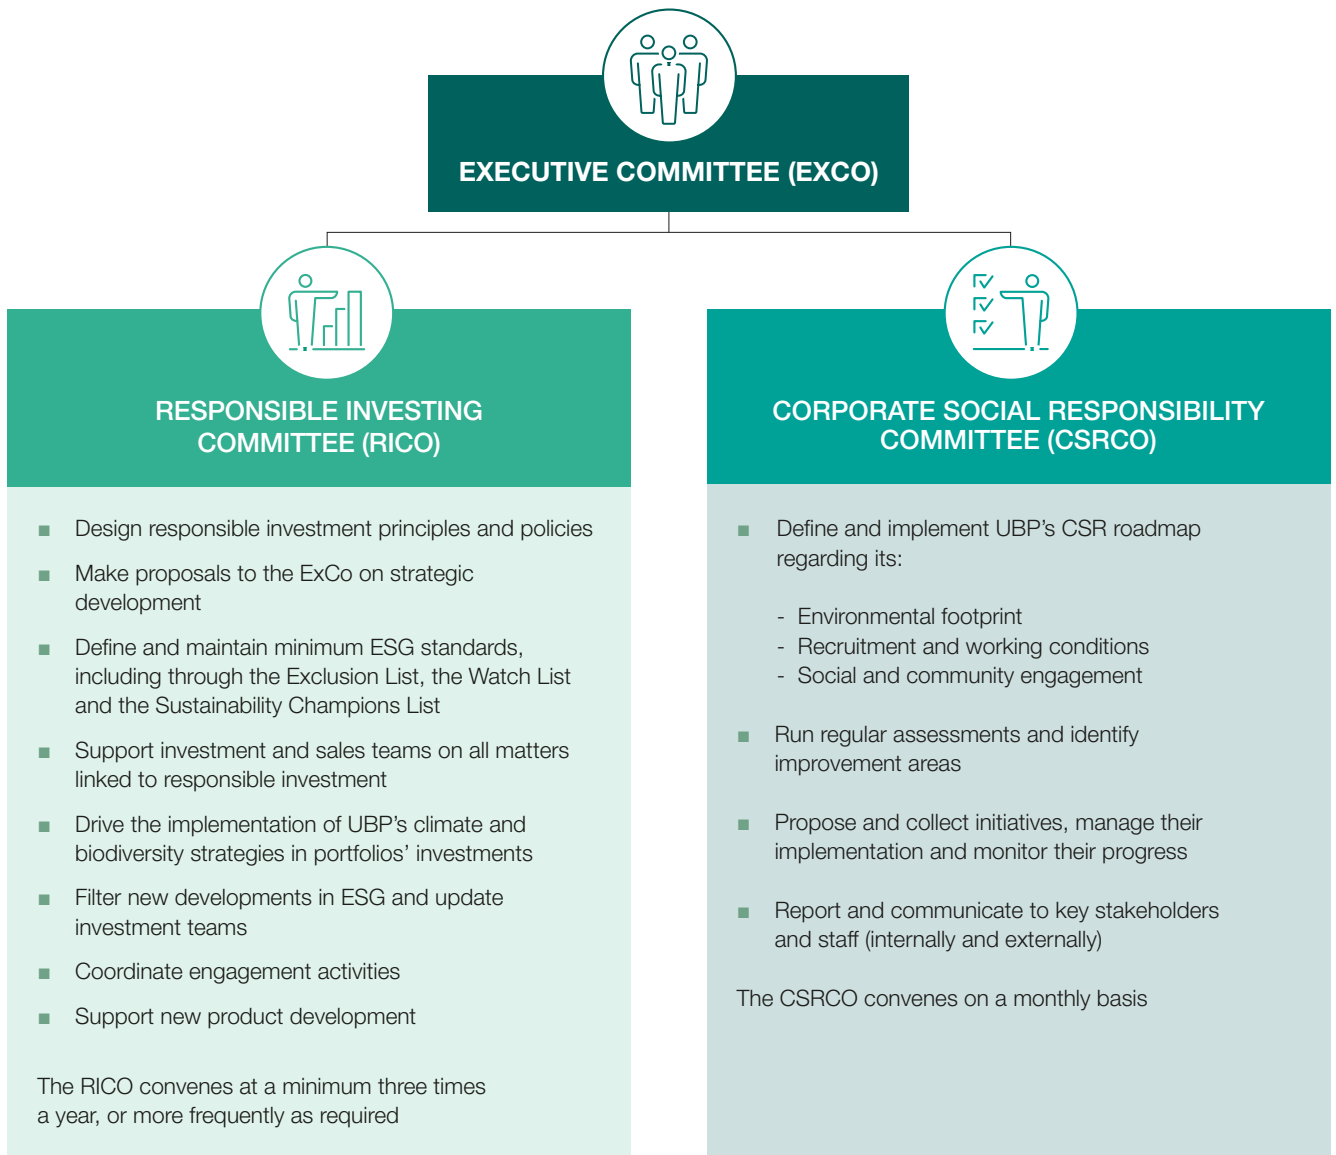 EXECUTIVE COMMITTEE (EXCO)
RESPONSIBLE INVESTING
COMMITTEE (RICO)
■ Design responsible investment principles and policies
■ Make proposals to the ExCo on strategic
development
■ Define and maintain minimum ESG standards,
including through the Exclusion List, the Watch List
and the Sustainability Champions List
■ Support investment and sales teams on all matters
linked to responsible investment
■ Drive the implementation of UBP’s climate and
biodiversity strategies in portfolios’ investments
■ Filter new developments in ESG and update
investment teams
■ Coordinate engagement activities
■ Support new product development
The RICO convenes at a minimum three times
a year, or more frequently as required
CORPORATE SOCIAL RESPONSIBILITY
COMMITTEE (CSRCO)
■ Define and implement UBP’s CSR roadmap
regarding its:
- Environmental footprint
- Recruitment and working conditions
- Social and community engagement
■ Run regular assessments and identify
improvement areas
■ Propose and collect initiatives, manage their
implementation and monitor their progress
■ Report and communicate to key stakeholders
and staff (internally and externally)
The CSRCO convenes on a monthly basis